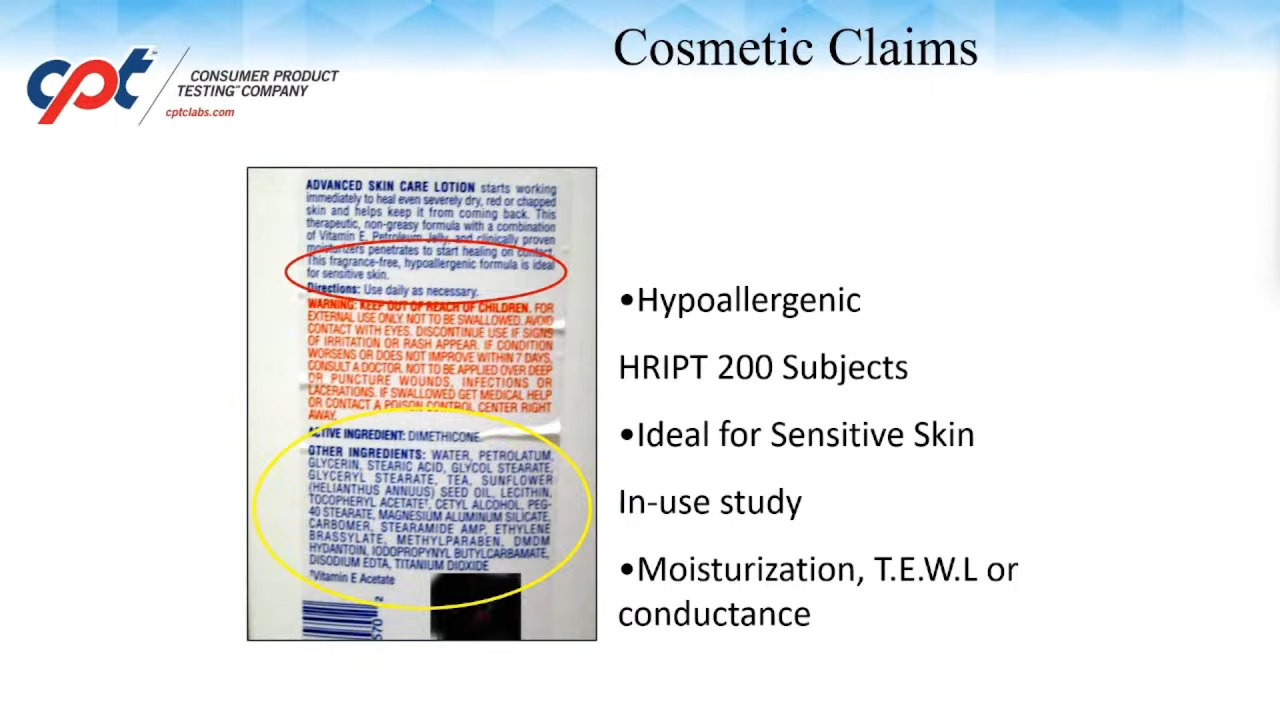 Cosmetic Claims
cpt
CONSUMER PRODUCT
TESTING™COMPANY
cptclabs.com
ADVANCED SKIN CARE LOTION starts working
immediately to heal even severely dry, red or chapped
skin and helps keep it from coming back. This
therapeutic, non-greasy formula with a combination
of Vitamin E, Petroleum Jelly, and clinically proven
moisturizers penetrates to start healing on contact.
This fragrance-free, hypoallergenic formula is ideal
for sensitive skin.
Directions: Use daily as necessary.
WARNING: KEEP OUT OF REACH OF CHILDREN. FOR
EXTERNAL USE ONLY. NOT TO BE SWALLOWED. AVOID
CONTACT WITH EYES. DISCONTINUE USE IF SIGNS
OF IRRITATION OR RASH APPEAR. IF CONDITION
WORSENS OR DOES NOT IMPROVE WITHIN 7 DAYS,
CONSULT A DOCTOR. NOT TO BE APPLIED OVER DEEP
OR PUNCTURE WOUNDS, INFECTIONS OR
LACERATIONS. IF SWALLOWED GET MEDICAL HELP
OR CONTACT A POISON CONTROL CENTER RIGHT
AWAY.
ACTIVE INGREDIENT: DIMETHICONE.
OTHER INGREDIENTS: WATER, PETROLATUM,
GLYCERIN, STEARIC ACID, GLYCOL STEARATE,
GLYCERYL STEARATE, TEA, SUNFLOWER
(HELIANTHUS ANNUUS) SEED OIL, LECITHIN,
TOCOPHERYL ACETATE†, CETYL ALCOHOL, PEG-
40 STEARATE, MAGNESIUM ALUMINUM SILICATE,
CARBOMER, STEARAMIDE AMP, ETHYLENE
BRASSYLATE, METHYLPARABEN, DMDM
HYDANTOIN, IODOPROPYNYL BUTYLCARBAMATE,
DISODIUM EDTA, TITANIUM DIOXIDE
†Vitamin E Acetate
570 2
•Hypoallergenic
HRIPT 200 Subjects
•Ideal for Sensitive Skin
In-use study
•Moisturization, T.E.W.L or
conductance